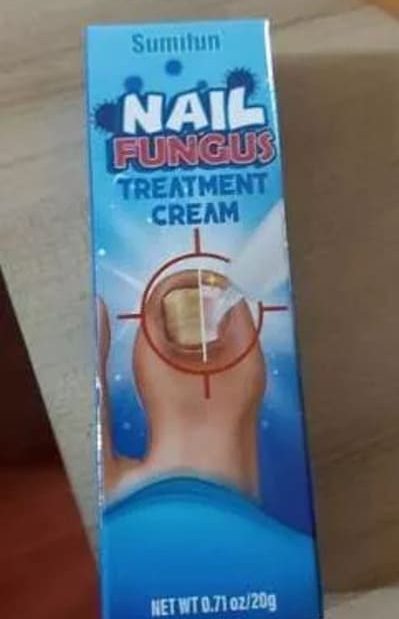 Sumifun
NAIL
FUNGUS
TREATMENT
CREAM
NET WT 0.71 oz/20g